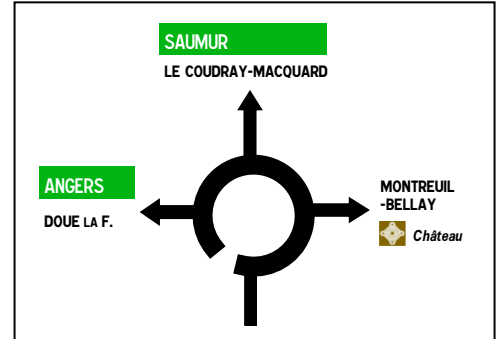 SAUMUR
LE COUDRAY-MACQUARD
ANGERS
DOUE LA F.
MONTREUIL
-BELLAY
Château